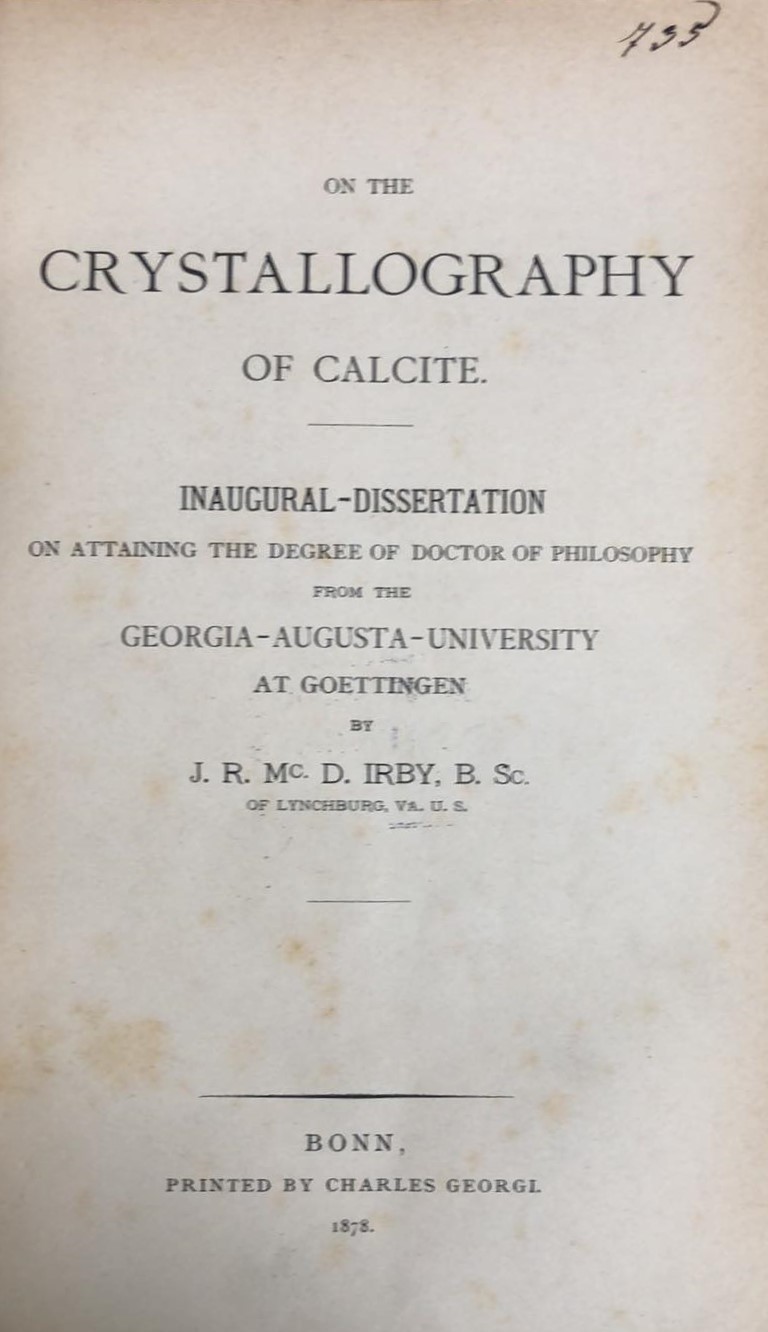 735
ON THE
CRYSTALLOGRAPHY
OF CALCITE.
INAUGURAL-DISSERTATION
ON ATTAINING THE DEGREE OF DOCTOR OF PHILOSOPHY
FROM THE
GEORGIA-AUGUSTA-UNIVERSITY
AT GOETTINGEN
BY
J. R. Mc. D. IRBY, B. Sc.
OF LYNCHBURG, VA. U. S.
BONN,
PRINTED BY CHARLES GEORGI.
1878.